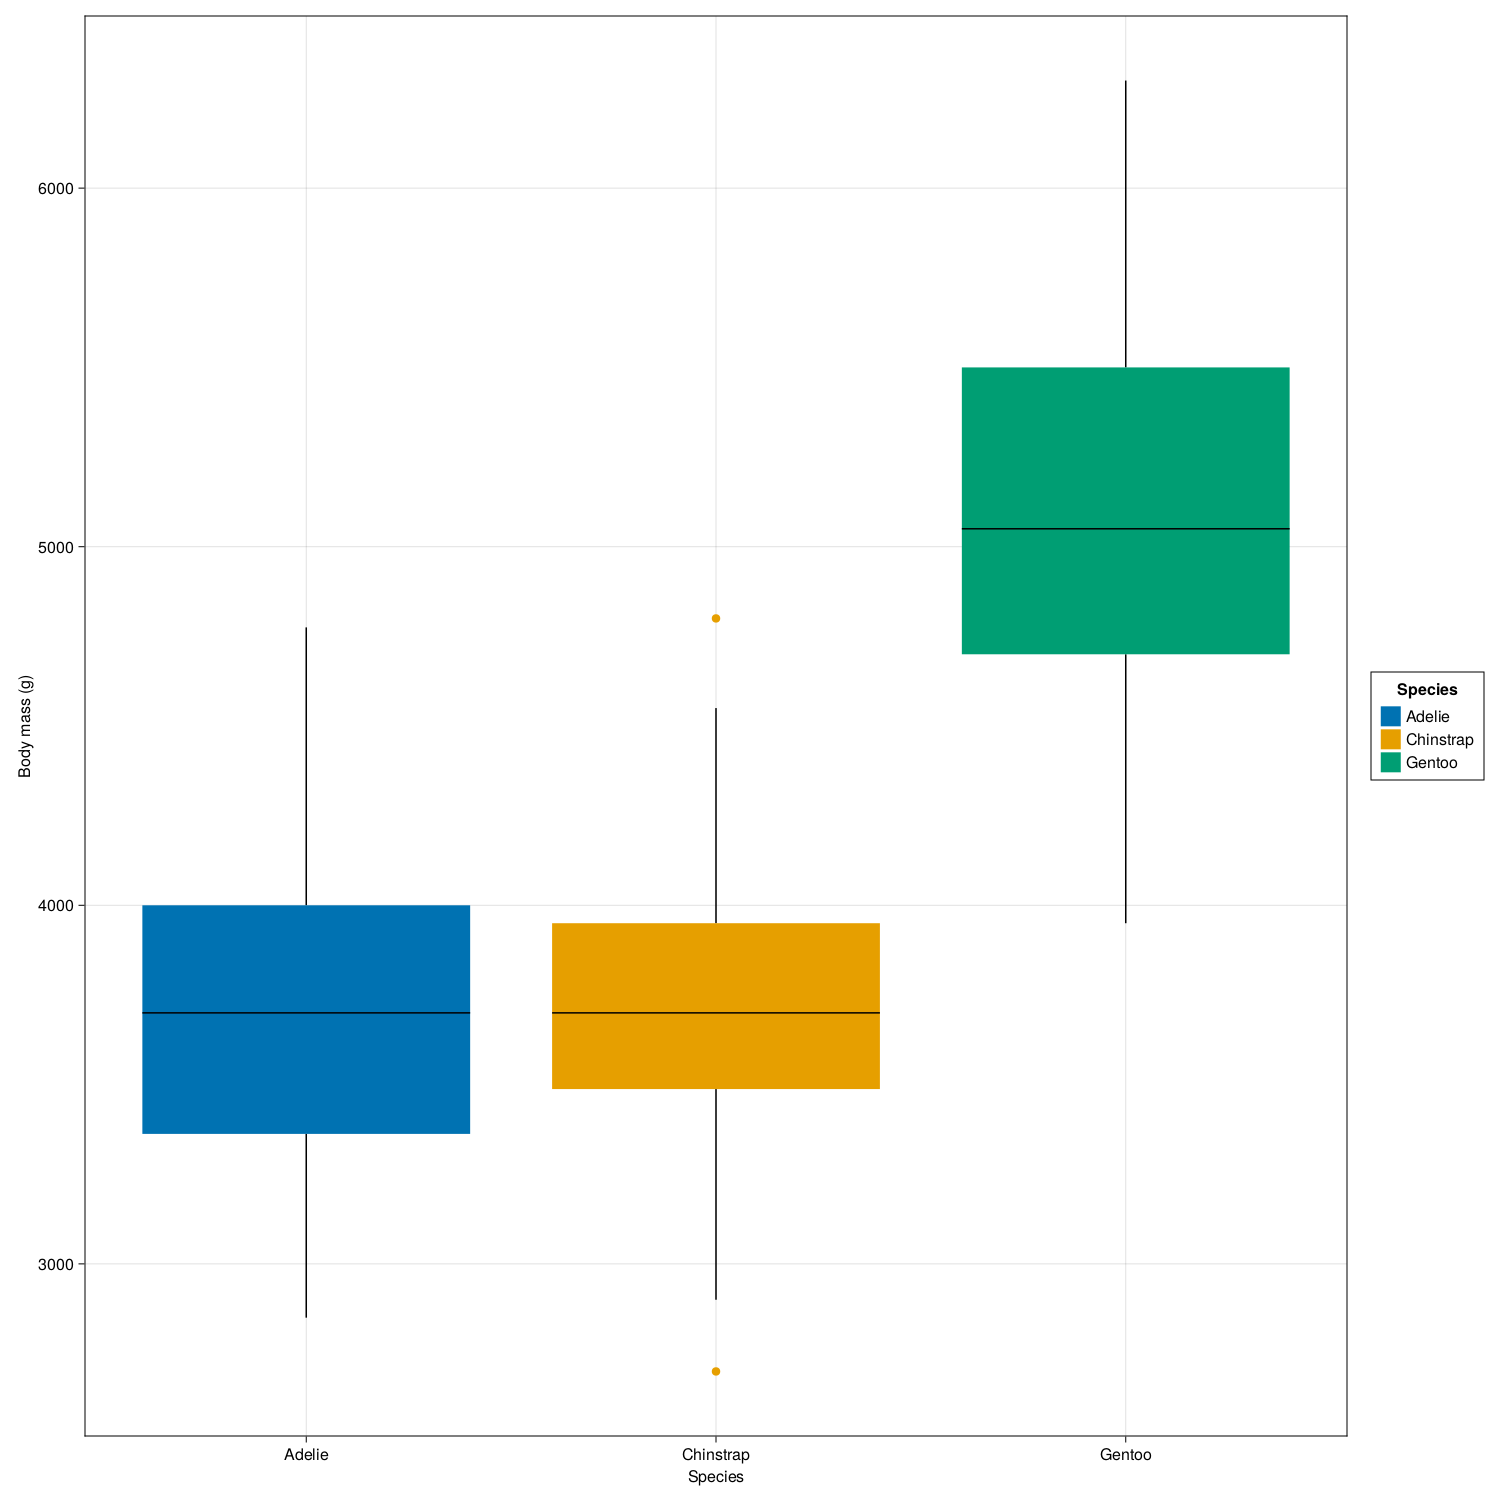 Body mass (g)
6000
5000
4000
3000
Adelie
Chinstrap
Gentoo
Species
Species
Adelie
Chinstrap
Gentoo